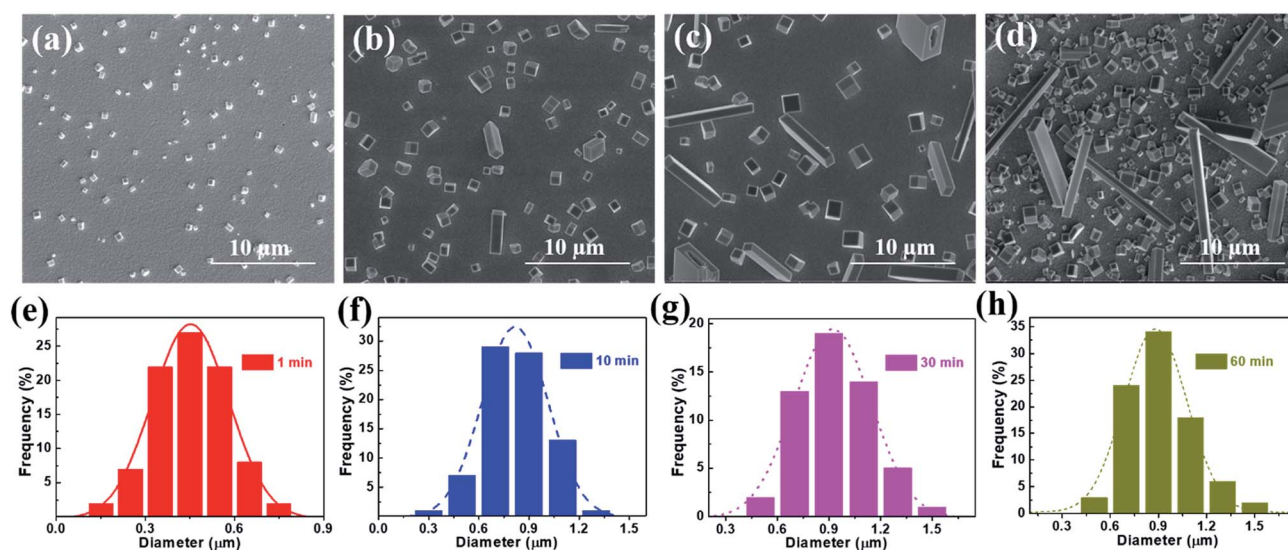 (a)
10 μm
(b)
10 μm
(c)
10 μm
(d)
10 μm
(e)
Frequency (%)
25
20
15
10
5
1 min
0.0 0.3 0.6 0.9
Diameter (μm)
(f)
Frequency (%)
30
25
20
15
10
5
10 min
0.0 0.3 0.6 0.9 1.2 1.5
Diameter (μm)
(g)
Frequency (%)
20
15
10
5
0
30 min
0.3 0.6 0.9 1.2 1.5
Diameter (μm)
(h)
Frequency (%)
35
30
25
20
15
10
5
0
60 min
0.3 0.6 0.9 1.2 1.5
Diameter (μm)